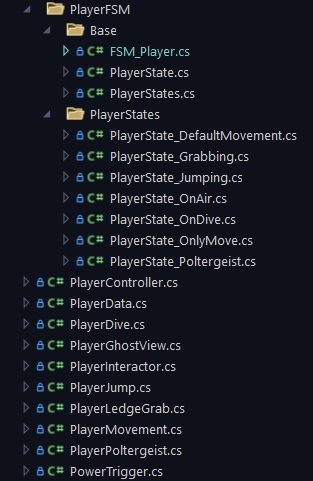 PlayerFSM
Base
C# FSM_Player.cs
C# PlayerState.cs
C# PlayerStates.cs
PlayerStates
C# PlayerState_DefaultMovement.cs
C# PlayerState_Grabbing.cs
C# PlayerState_Jumping.cs
C# PlayerState_OnAir.cs
C# PlayerState_OnDive.cs
C# PlayerState_OnlyMove.cs
C# PlayerState_Poltergeist.cs
C# PlayerController.cs
C# PlayerData.cs
C# PlayerDive.cs
C# PlayerGhostView.cs
C# PlayerInteractor.cs
C# PlayerJump.cs
C# PlayerLedgeGrab.cs
C# PlayerMovement.cs
C# PlayerPoltergeist.cs
C# PowerTrigger.cs